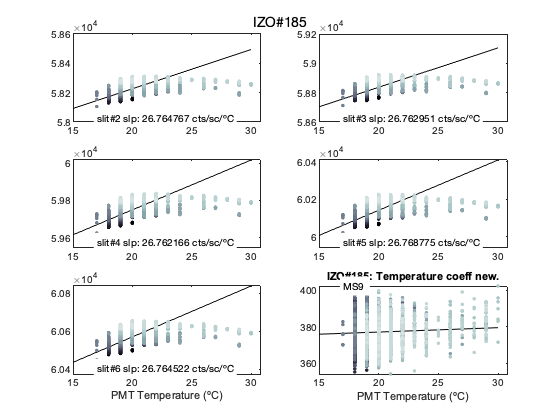 IZO#185
×10⁴
5.86
5.84
5.82
5.8
15 20 25 30
slit#2 slp: 26.764767 cts/sc/ºC
×10⁴
5.92
5.9
5.88
5.86
15 20 25 30
slit#3 slp: 26.762951 cts/sc/ºC
×10⁴
6
5.98
5.96
15 20 25 30
slit#4 slp: 26.762166 cts/sc/ºC
×10⁴
6.04
6.02
6
15 20 25 30
slit#5 slp: 26.768775 cts/sc/ºC
×10⁴
6.08
6.06
6.04
15 20 25 30
slit#6 slp: 26.764522 cts/sc/ºC
PMT Temperature (ºC)
IZO#185: Temperature coeff new.
MS9
400
380
360
15 20 25 30
PMT Temperature (ºC)